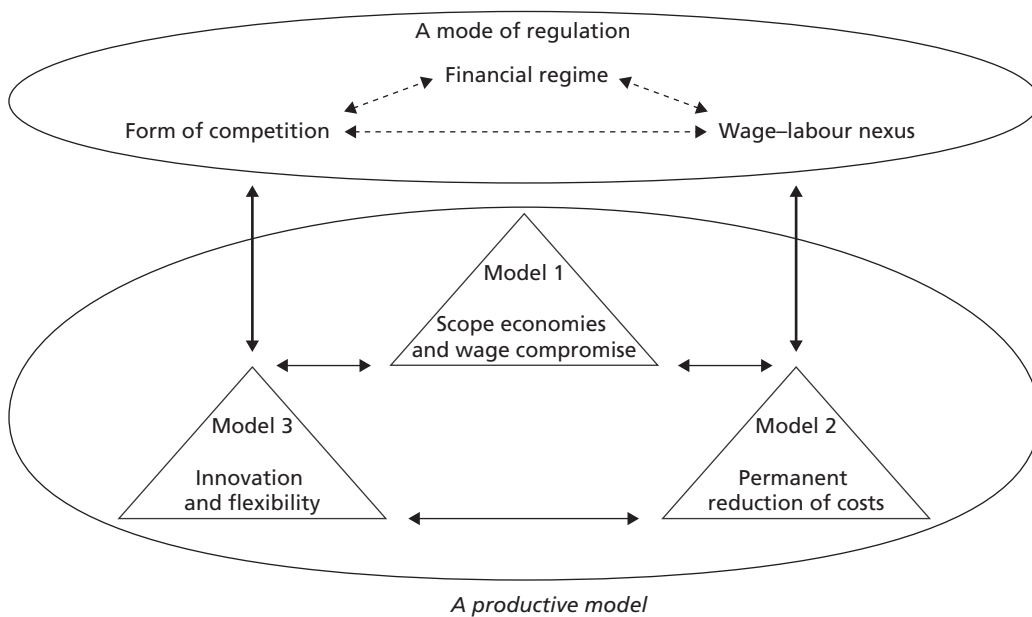 A mode of regulation
Financial regime
Form of competition
Wage–labour nexus
Model 1
Scope economies
and wage compromise
Model 3
Innovation
and flexibility
Model 2
Permanent
reduction of costs
A productive model